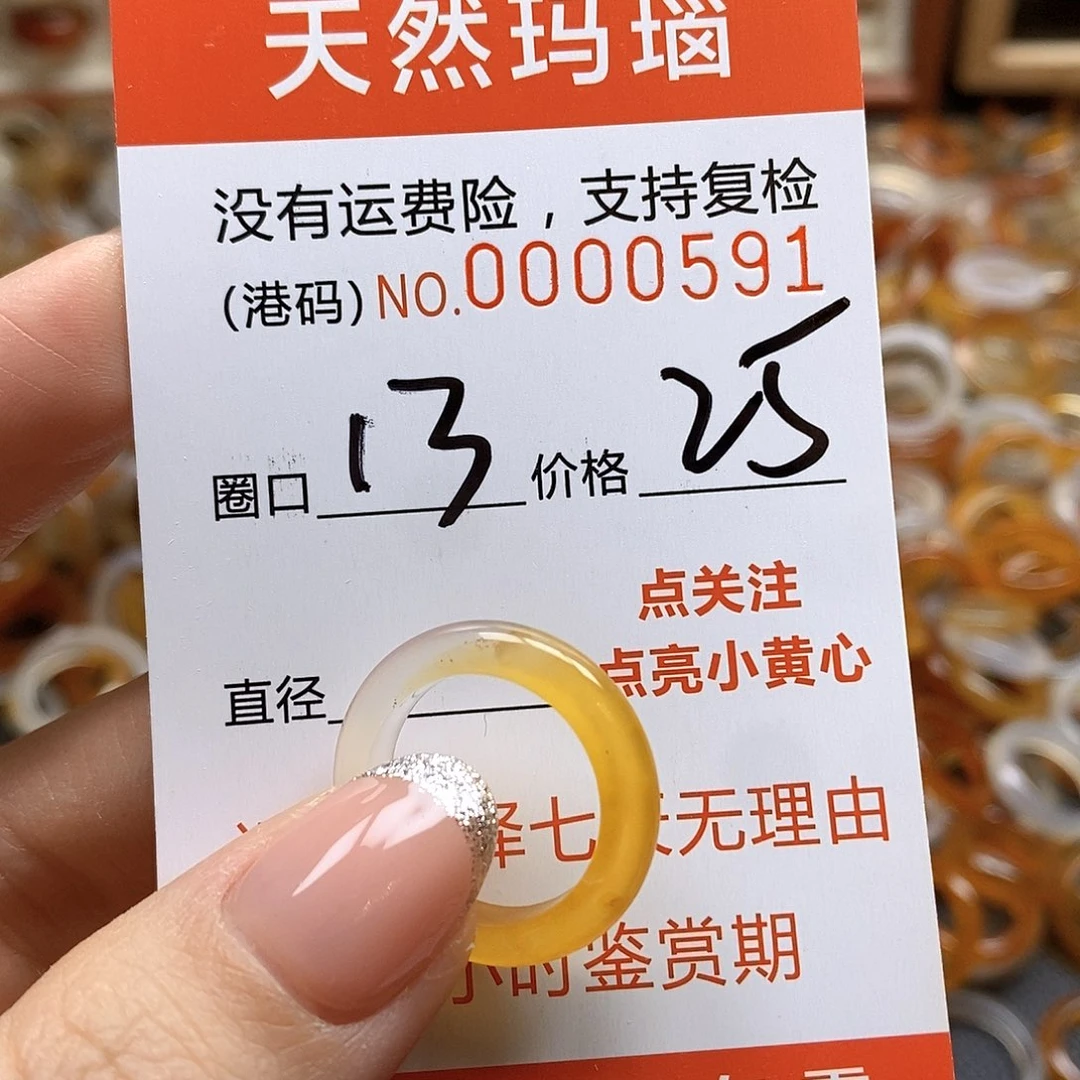 天然玛瑙
没有运费险，支持复检
(港码) NO.0000591
圈口 13 价格 25
点关注
直径 点亮小黄心
择七天无理由
小时鉴赏期